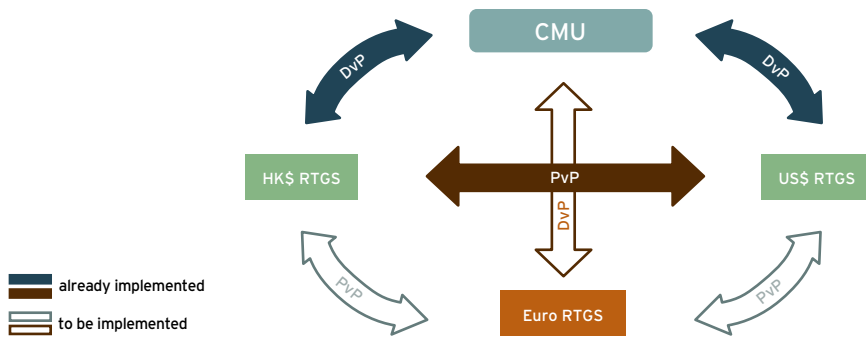 CMU
DvP
DvP
HK$ RTGS
PvP
US$ RTGS
DvP
PvP
PvP
Euro RTGS
already implemented
to be implemented